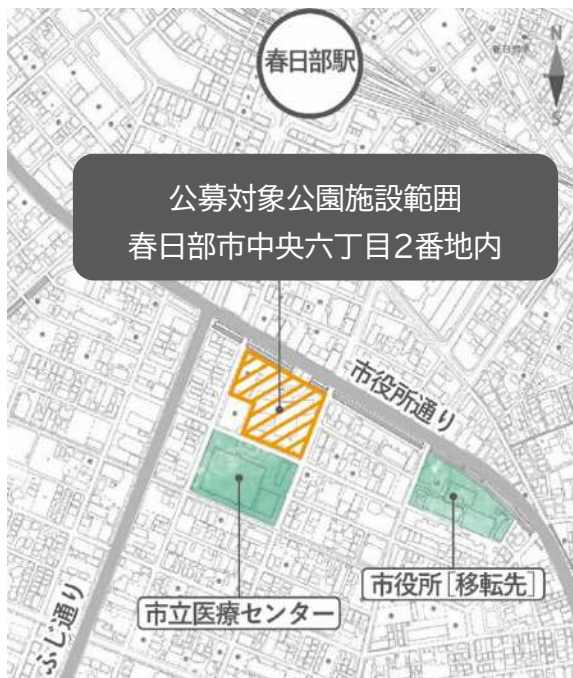 春日部駅
N
S
公募対象公園施設範囲
春日部市中央六丁目2番地内
市役所通り
市役所[移転先]
市立医療センター
ふじ通り